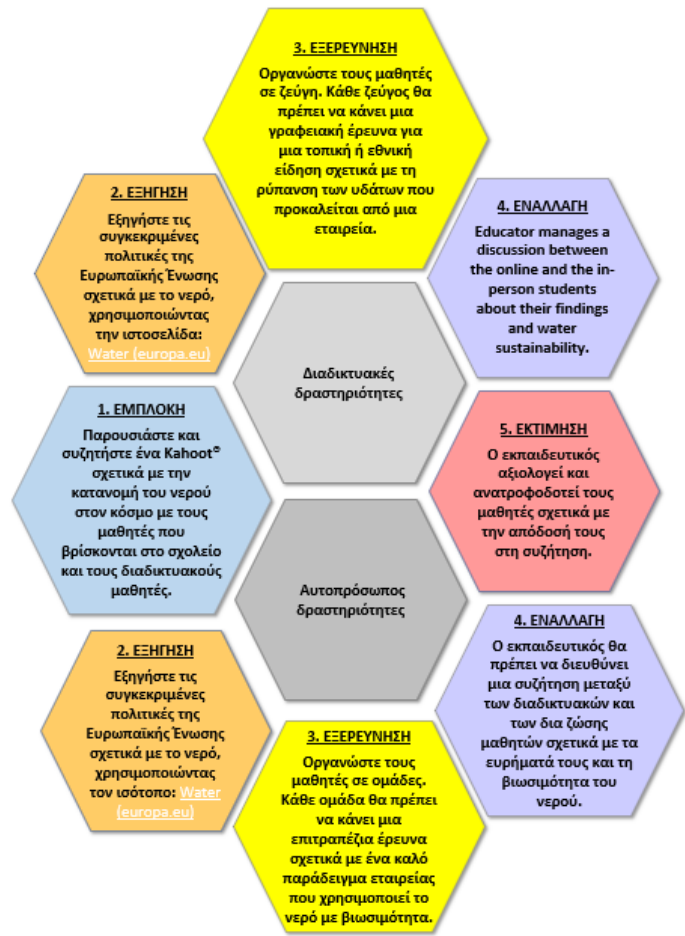 3. ΕΞΕΡΕΥΝΗΣΗ
Οργανώστε τους μαθητές
σε ζεύγη. Κάθε ζεύγος θα
πρέπει να κάνει μια
γραφειακή έρευνα για
μια τοπική ή εθνική
είδηση σχετικά με τη
ρύπανση των υδάτων που
προκαλείται από μια
εταιρεία.
2. ΕΞΗΓΗΣΗ
Εξηγήστε τις
συγκεκριμένες
πολιτικές της
Ευρωπαϊκής Ένωσης
σχετικά με το νερό,
χρησιμοποιώντας
την ιστοσελίδα:
Water (europa.eu)
4. ΕΝΑΛΛΑΓΗ
Educator manages a
discussion between
the online and the in-
person students
about their findings
and water
sustainability.
Διαδικτυακές
δραστηριότητες
1. ΕΜΠΛΟΚΗ
Παρουσιάστε και
συζητήστε ένα Kahoot®
σχετικά με την
κατανομή του νερού
στον κόσμο με τους
μαθητές που
βρίσκονται στο σχολείο
και τους διαδικτυακούς
μαθητές.
5. ΕΚΤΙΜΗΣΗ
Ο εκπαιδευτικός
αξιολογεί και
ανατροφοδοτεί τους
μαθητές σχετικά με
την απόδοσή τους
στη συζήτηση.
Αυτοπρόσωπος
δραστηριότητες
2. ΕΞΗΓΗΣΗ
Εξηγήστε τις
συγκεκριμένες
πολιτικές της
Ευρωπαϊκής Ένωσης
σχετικά με το νερό,
χρησιμοποιώντας
τον ισότοπο: Water
(europa.eu)
4. ΕΝΑΛΛΑΓΗ
Ο εκπαιδευτικός θα
πρέπει να διευθύνει
μια συζήτηση μεταξύ
των διαδικτυακών και
των δια ζώσης
μαθητών σχετικά με τα
ευρήματά τους και τη
βιωσιμότητα του
νερού.
3. ΕΞΕΡΕΥΝΗΣΗ
Οργανώστε τους
μαθητές σε ομάδες.
Κάθε ομάδα θα πρέπει
να κάνει μια
επιτραπέζια έρευνα
σχετικά με ένα καλό
παράδειγμα εταιρείας
που χρησιμοποιεί το
νερό με βιωσιμότητα.